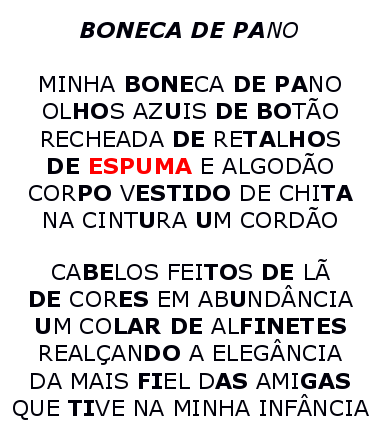 BONECA DE PANO
MINHA BONECA DE PANO
OLHOS AZUIS DE BOTÃO
RECHEADA DE RETALHOS
DE ESPUMA E ALGODÃO
CORPO VESTIDO DE CHITA
NA CINTURA UM CORDÃO
CABELOS FEITOS DE LÃ
DE CORES EM ABUNDÂNCIA
UM COLAR DE ALFINETES
REALÇANDO A ELEGÂNCIA
DA MAIS FIEL DAS AMIGAS
QUE TIVE NA MINHA INFÂNCIA